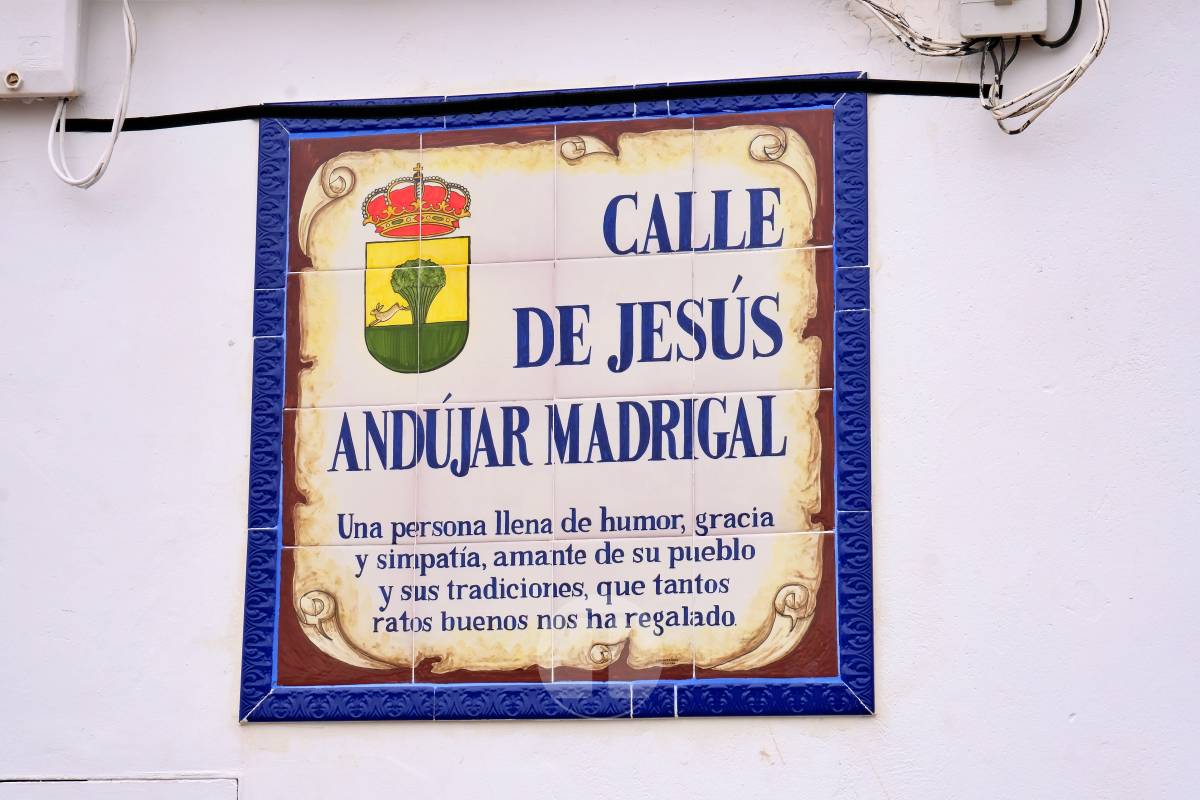 CALLE
DE JESÚS
ANDÚJAR MADRIGAL
Una persona llena de humor, gracia
y simpatía, amante de su pueblo
y sus tradiciones, que tantos
ratos buenos nos ha regalado.